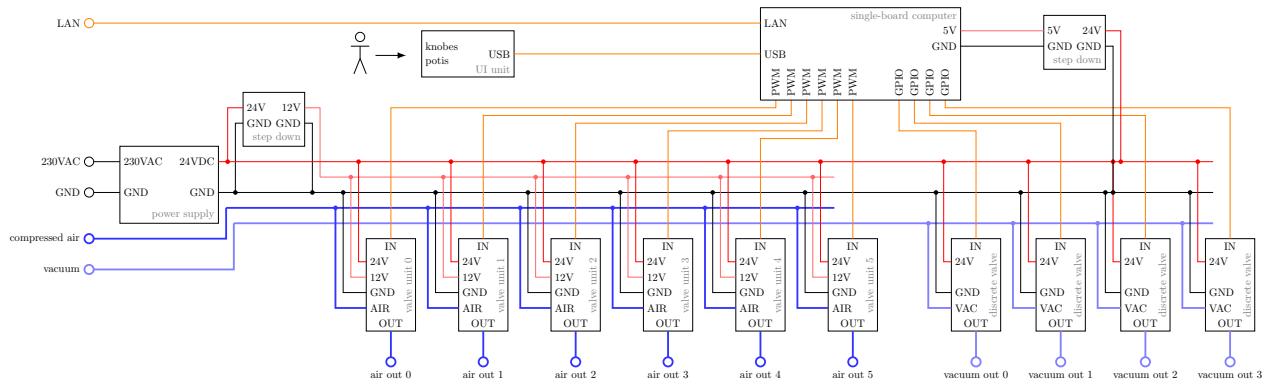 LAN
single-board computer
LAN
5V
GND
USB
PWM
PWM
PWM
PWM
PWM
PWM
GPIO
GPIO
GPIO
GPIO
5V
24V
GND
GND
step down
knobes
potis
USB
UI unit
24V
12V
GND
GND
step down
230VAC
GND
230VAC
24VDC
GND
GND
power supply
compressed air
vacuum
IN
24V
12V
GND
AIR
OUT
valve unit 0
IN
24V
12V
GND
AIR
OUT
valve unit 1
IN
24V
12V
GND
AIR
OUT
valve unit 2
IN
24V
12V
GND
AIR
OUT
valve unit 3
IN
24V
12V
GND
AIR
OUT
valve unit 4
IN
24V
12V
GND
AIR
OUT
valve unit 5
IN
24V
GND
VAC
OUT
discrete valve
IN
24V
GND
VAC
OUT
discrete valve
IN
24V
GND
VAC
OUT
discrete valve
IN
24V
GND
VAC
OUT
discrete valve
air out 0
air out 1
air out 2
air out 3
air out 4
air out 5
vacuum out 0
vacuum out 1
vacuum out 2
vacuum out 3